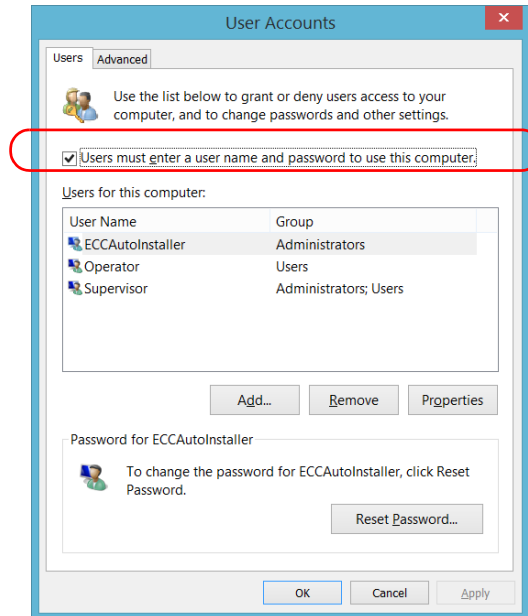 User Accounts
Users Advanced
Use the list below to grant or deny users access to your
computer, and to change passwords and other settings.
Users must enter a user name and password to use this computer.
Users for this computer:
User Name Group
ECCAutoInstaller Administrators
Operator Users
Supervisor Administrators; Users
Add... Remove Properties
Password for ECCAutoInstaller
To change the password for ECCAutoInstaller, click Reset
Password.
Reset Password...
OK Cancel Apply